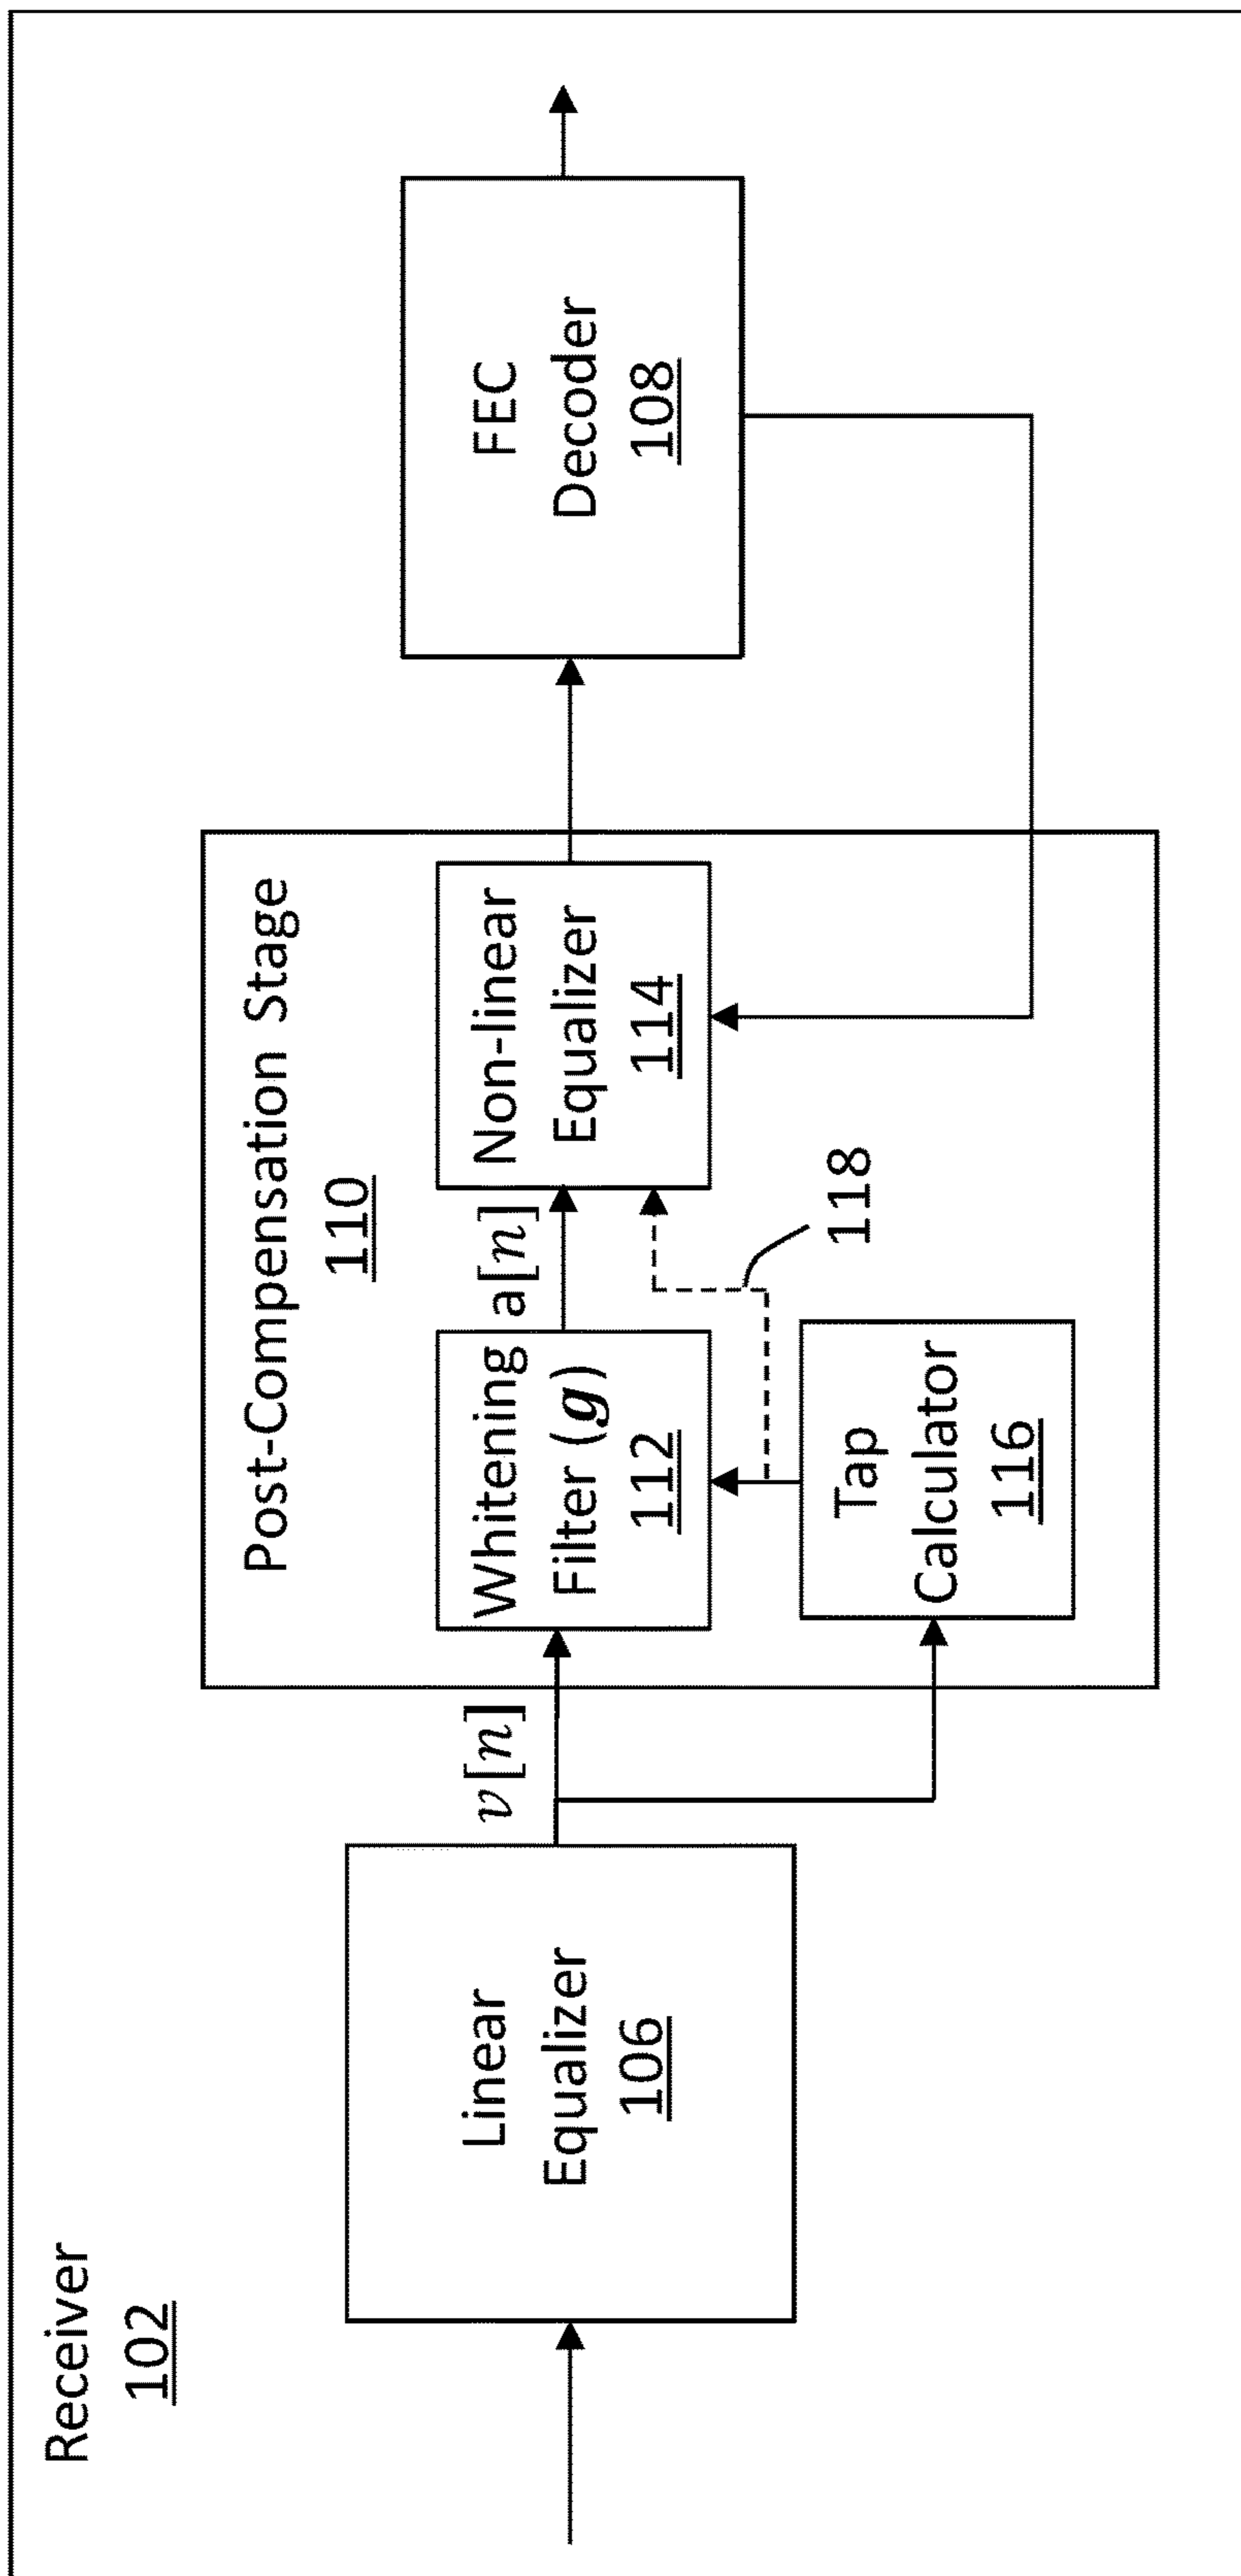 Receiver
102
Linear
Equalizer
106
v[n]
Post-Compensation Stage
110
Whitening
Filter (g)
112
a[n]
Non-linear
Equalizer
114
Tap
Calculator
116
118
FEC
Decoder
108